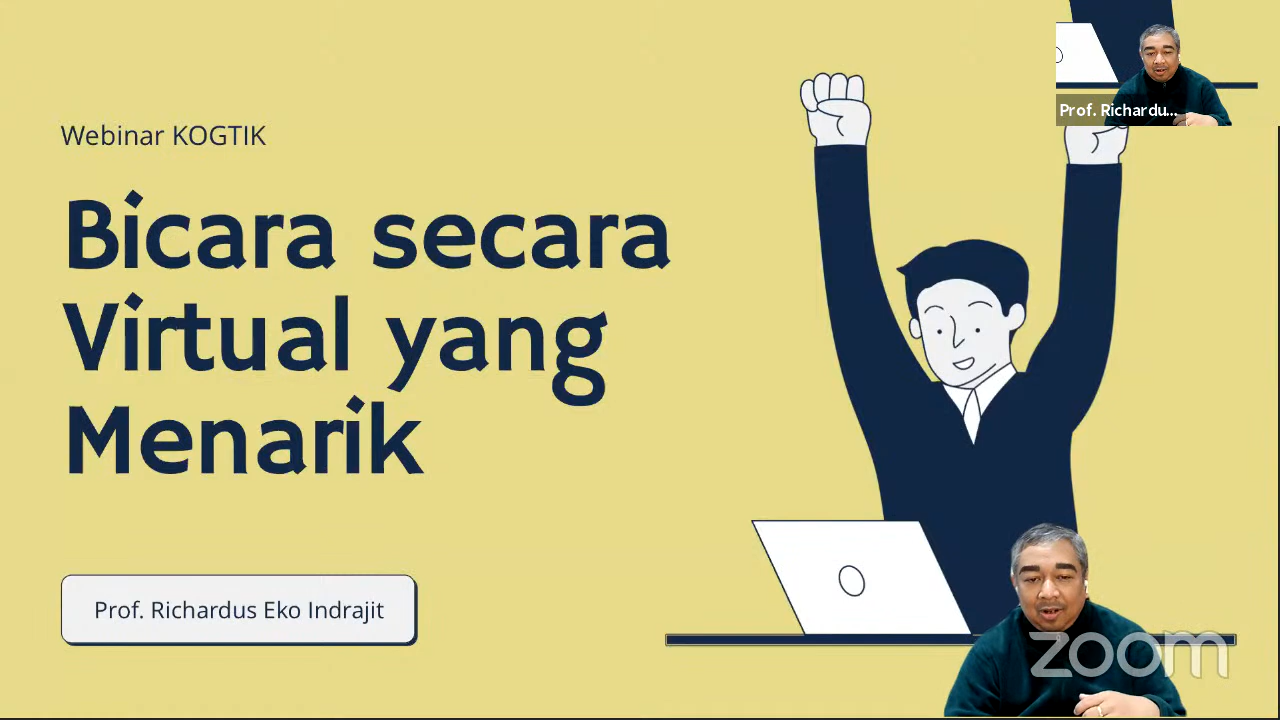 Prof. Richardu...
Webinar KOGTIK
Bicara secara
Virtual yang
Menarik
Prof. Richardus Eko Indrajit
zoom